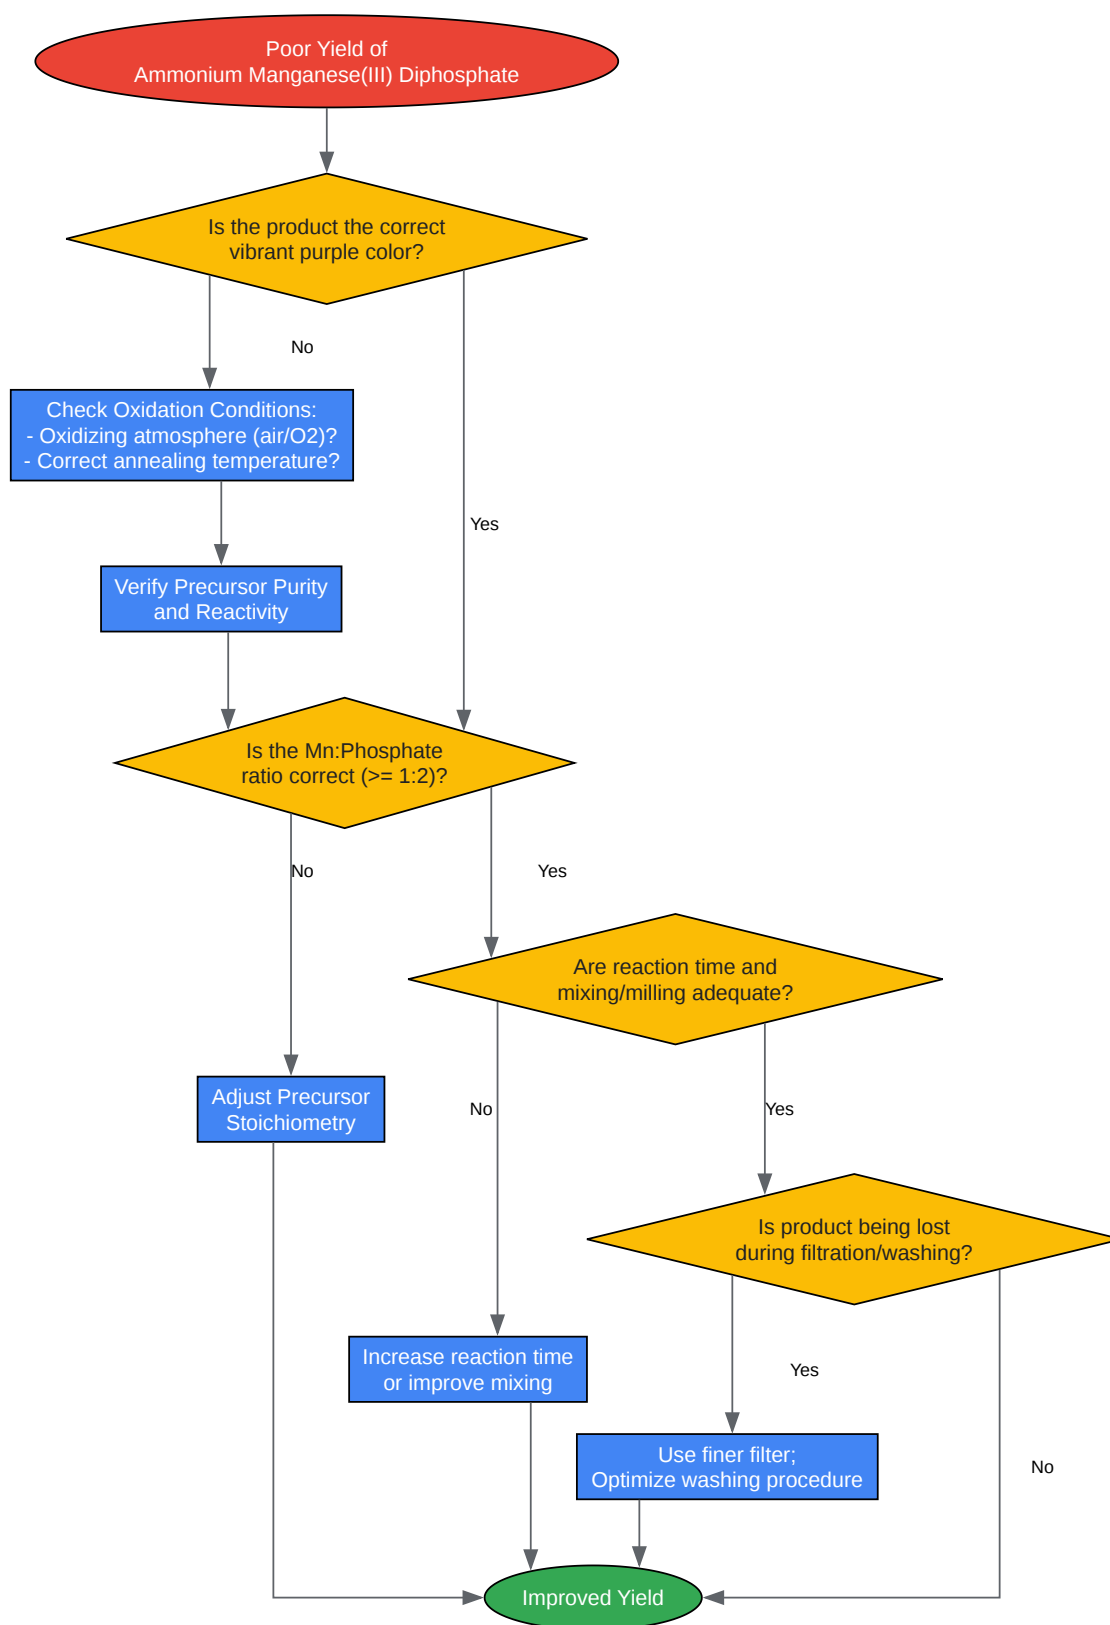 Poor Yield of
Ammonium Manganese(III) Diphosphate
Is the product the correct
vibrant purple color?
No
Check Oxidation Conditions:
- Oxidizing atmosphere (air/O2)?
- Correct annealing temperature?
Yes
Verify Precursor Purity
and Reactivity
Is the Mn:Phosphate
ratio correct (>= 1:2)?
No
Yes
Are reaction time and
mixing/milling adequate?
Adjust Precursor
Stoichiometry
No
Yes
Is product being lost
during filtration/washing?
Increase reaction time
or improve mixing
Yes
Use finer filter;
Optimize washing procedure
No
Improved Yield